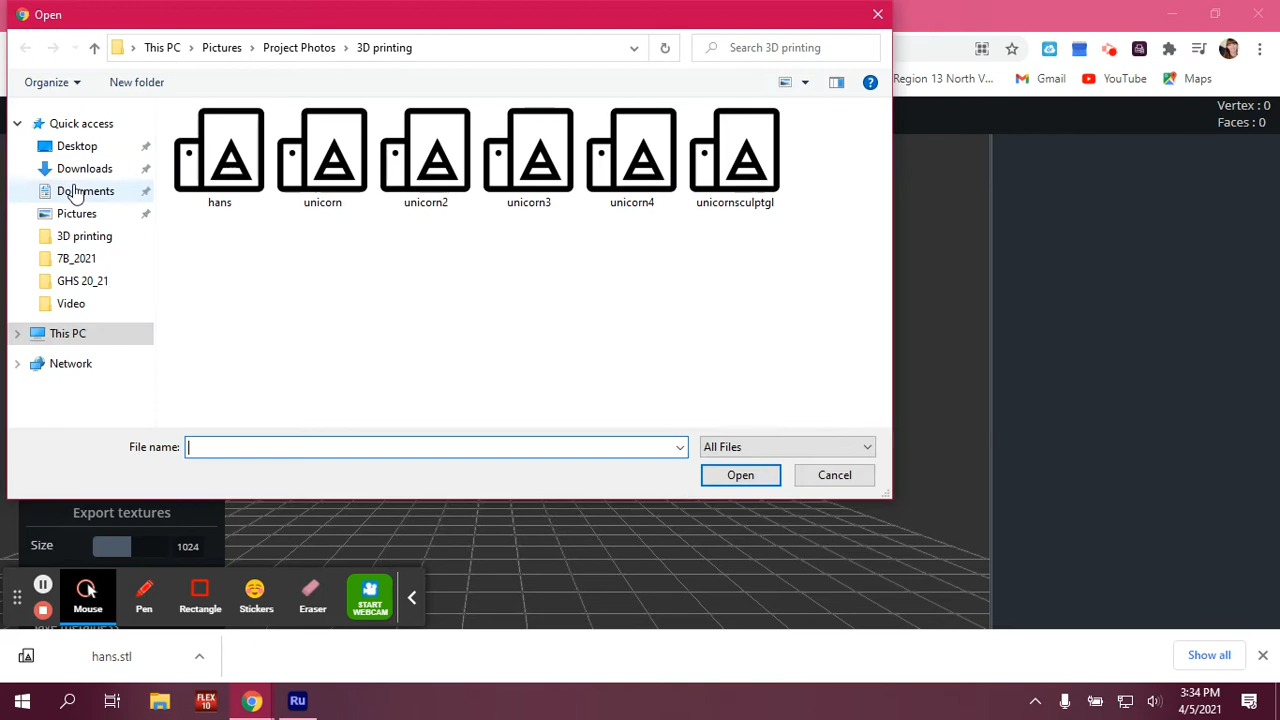 Open
This PC
Pictures
Project Photos
3D printing
Search 3D printing
Region 13 North V...
Gmail
YouTube
Maps
Organize
New folder
Vertex : 0
Faces : 0
Quick access
Desktop
Downloads
Documents
Pictures
3D printing
7B_2021
GHS 20_21
Video
This PC
Network
hans
unicorn
unicorn2
unicorn3
unicorn4
unicornsculptgl
File name:
All Files
Open
Cancel
Export textures
Size
1024
Mouse
Pen
Rectangle
Stickers
Eraser
START
WEBCAM
hans.stl
Show all
FLEX
10
Ru
3:34 PM
4/5/2021